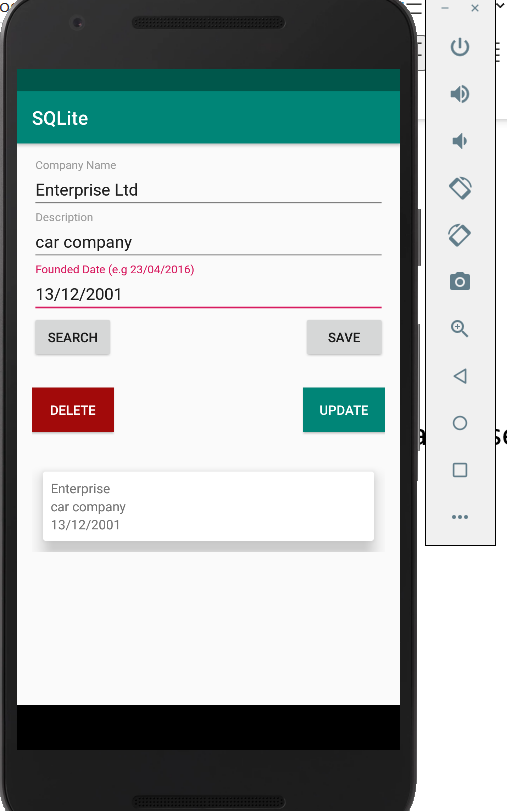 SQLite
Company Name
Enterprise Ltd
Description
car company
Founded Date (e.g 23/04/2016)
13/12/2001
SEARCH
SAVE
DELETE
UPDATE
Enterprise
car company
13/12/2001